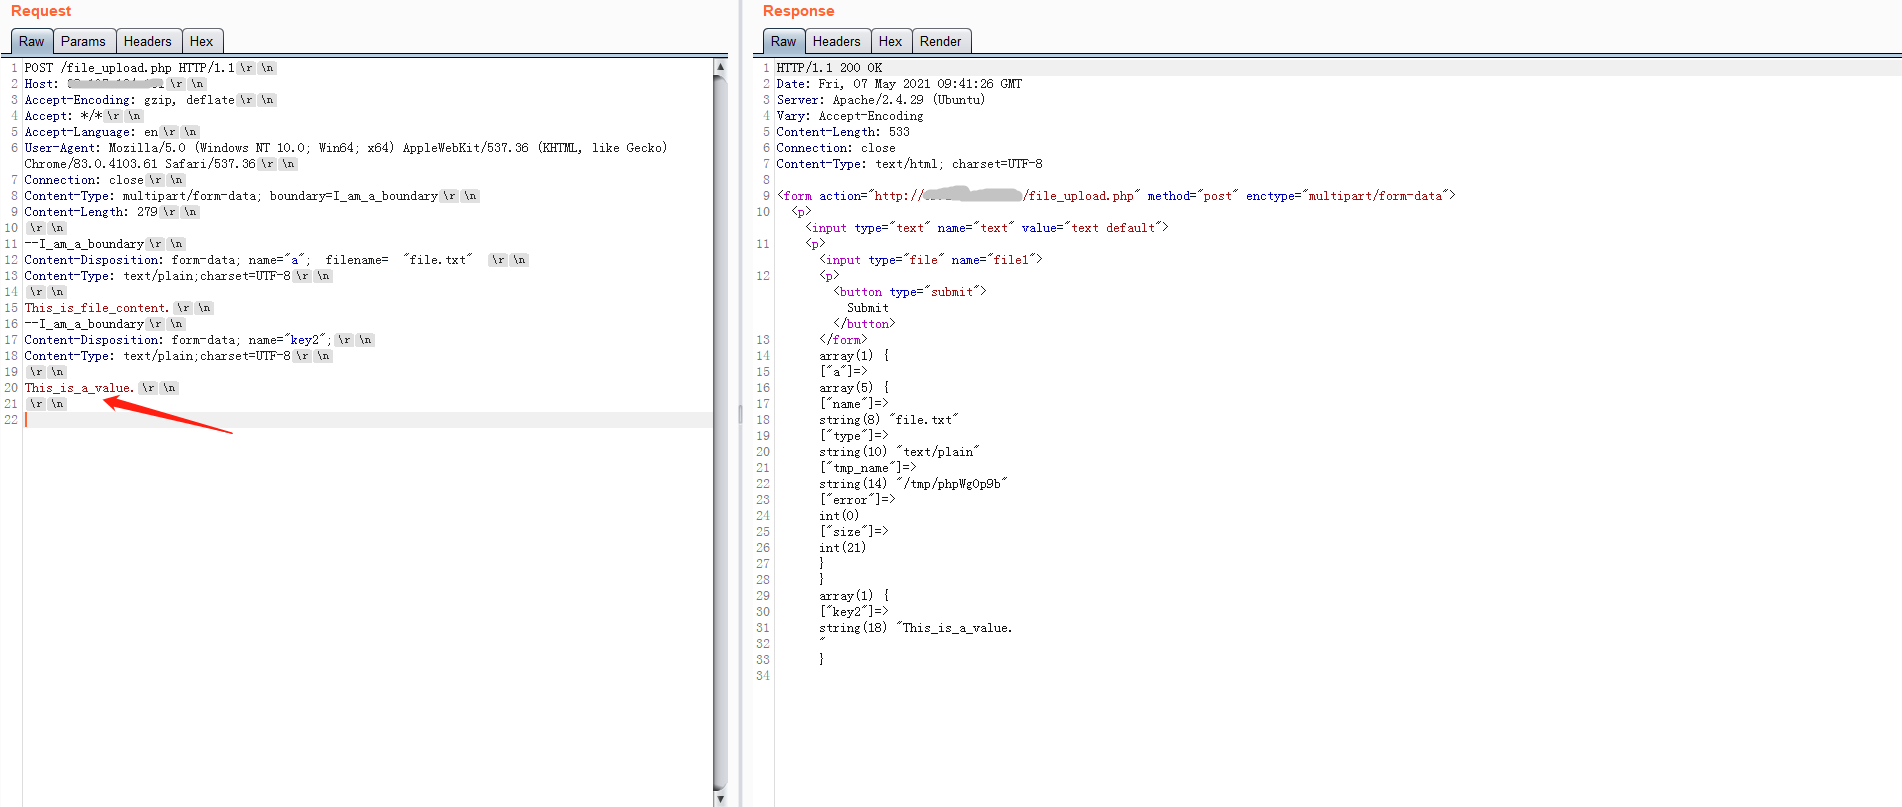 Request
Raw Params Headers Hex
1 POST /file_upload.php HTTP/1.1 \r \n
2 Host: \r \n
3 Accept-Encoding: gzip, deflate \r \n
4 Accept: */* \r \n
5 Accept-Language: en \r \n
6 User-Agent: Mozilla/5.0 (Windows NT 10.0; Win64; x64) AppleWebKit/537.36 (KHTML, like Gecko)
Chrome/83.0.4103.61 Safari/537.36 \r \n
7 Connection: close \r \n
8 Content-Type: multipart/form-data; boundary=I_am_a_boundary \r \n
9 Content-Length: 279 \r \n
10 \r \n
11 --I_am_a_boundary \r \n
12 Content-Disposition: form-data; name="a";  filename=  "file.txt"  \r \n
13 Content-Type: text/plain;charset=UTF-8 \r \n
14 \r \n
15 This_is_file_content. \r \n
16 --I_am_a_boundary \r \n
17 Content-Disposition: form-data; name="key2"; \r \n
18 Content-Type: text/plain;charset=UTF-8 \r \n
19 \r \n
20 This_is_a_value. \r \n
21 \r \n
22
Response
Raw Headers Hex Render
1 HTTP/1.1 200 OK
2 Date: Fri, 07 May 2021 09:41:26 GMT
3 Server: Apache/2.4.29 (Ubuntu)
4 Vary: Accept-Encoding
5 Content-Length: 533
6 Connection: close
7 Content-Type: text/html; charset=UTF-8
8
9 <form action="http:///file_upload.php" method="post" enctype="multipart/form-data">
10 <p>
<input type="text" name="text" value="text default">
11 <p>
<input type="file" name="file1">
12 <p>
<button type="submit">
Submit
</button>
13 </form>
14 array(1) {
15 ["a"]=>
16 array(5) {
17 ["name"]=>
18 string(8) "file.txt"
19 ["type"]=>
20 string(10) "text/plain"
21 ["tmp_name"]=>
22 string(14) "/tmp/phpWgOp9b"
23 ["error"]=>
24 int(0)
25 ["size"]=>
26 int(21)
27 }
28 }
29 array(1) {
30 ["key2"]=>
31 string(18) "This_is_a_value.
32 "
33 }
34